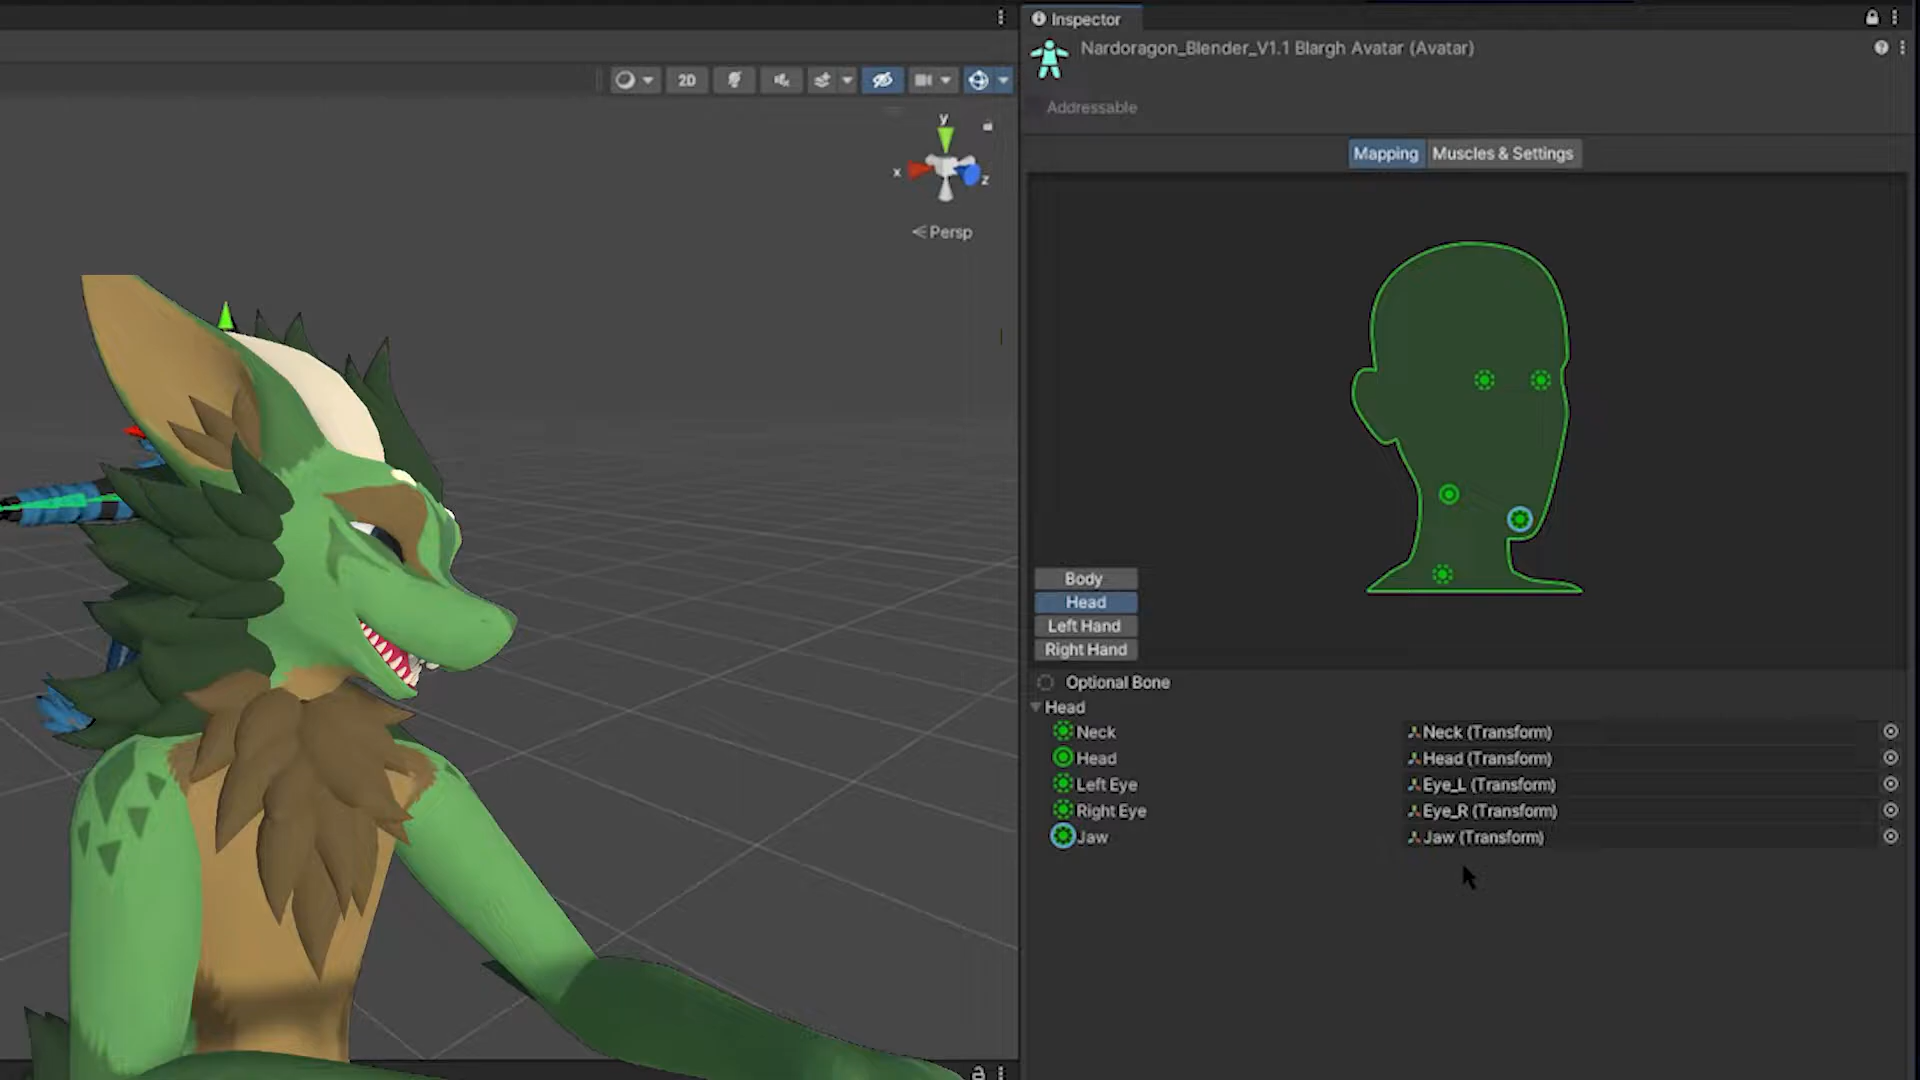 Inspector
Nardoragon_Blender_V1.1 Blargh Avatar (Avatar)
Addressable
2D
Mapping
Muscles & Settings
y
x
z
Persp
Body
Head
Left Hand
Right Hand
Optional Bone
Head
Neck
Neck (Transform)
Head
Head (Transform)
Left Eye
Eye_L (Transform)
Right Eye
Eye_R (Transform)
Jaw
Jaw (Transform)